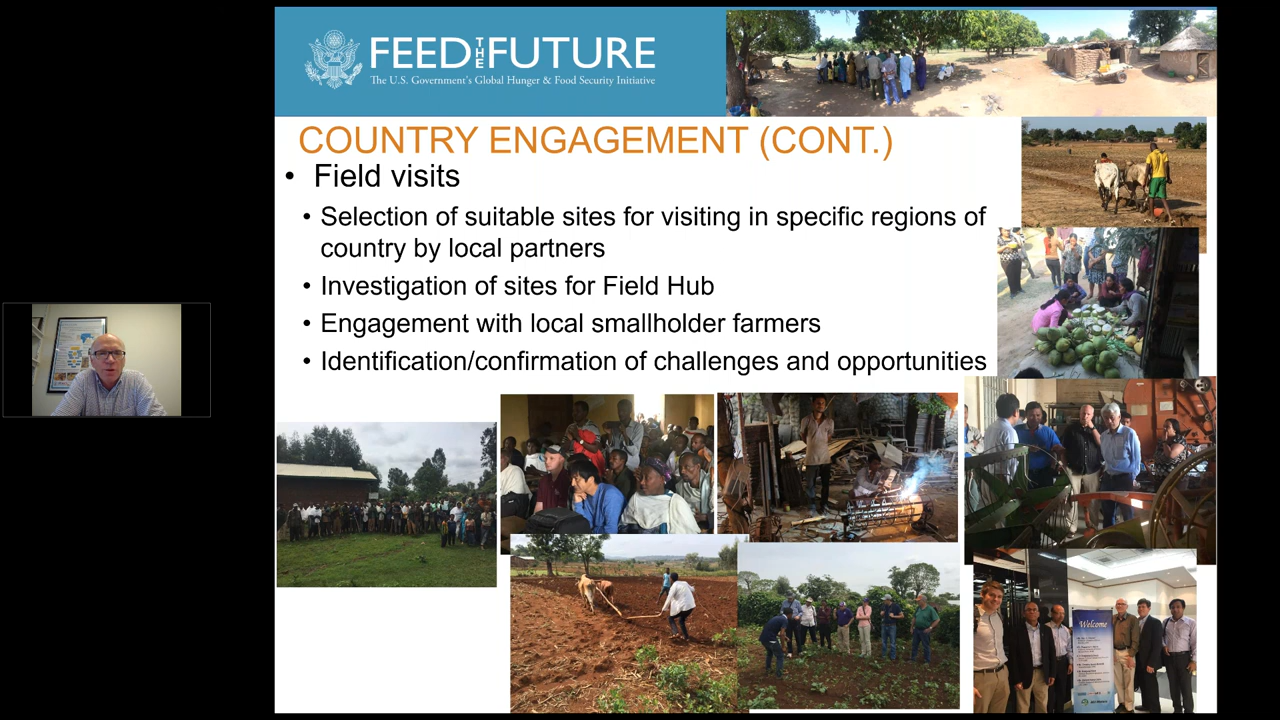 FEED THE FUTURE
The U.S. Government's Global Hunger & Food Security Initiative
COUNTRY ENGAGEMENT (CONT.)
• Field visits
• Selection of suitable sites for visiting in specific regions of
country by local partners
• Investigation of sites for Field Hub
• Engagement with local smallholder farmers
• Identification/confirmation of challenges and opportunities
Welcome